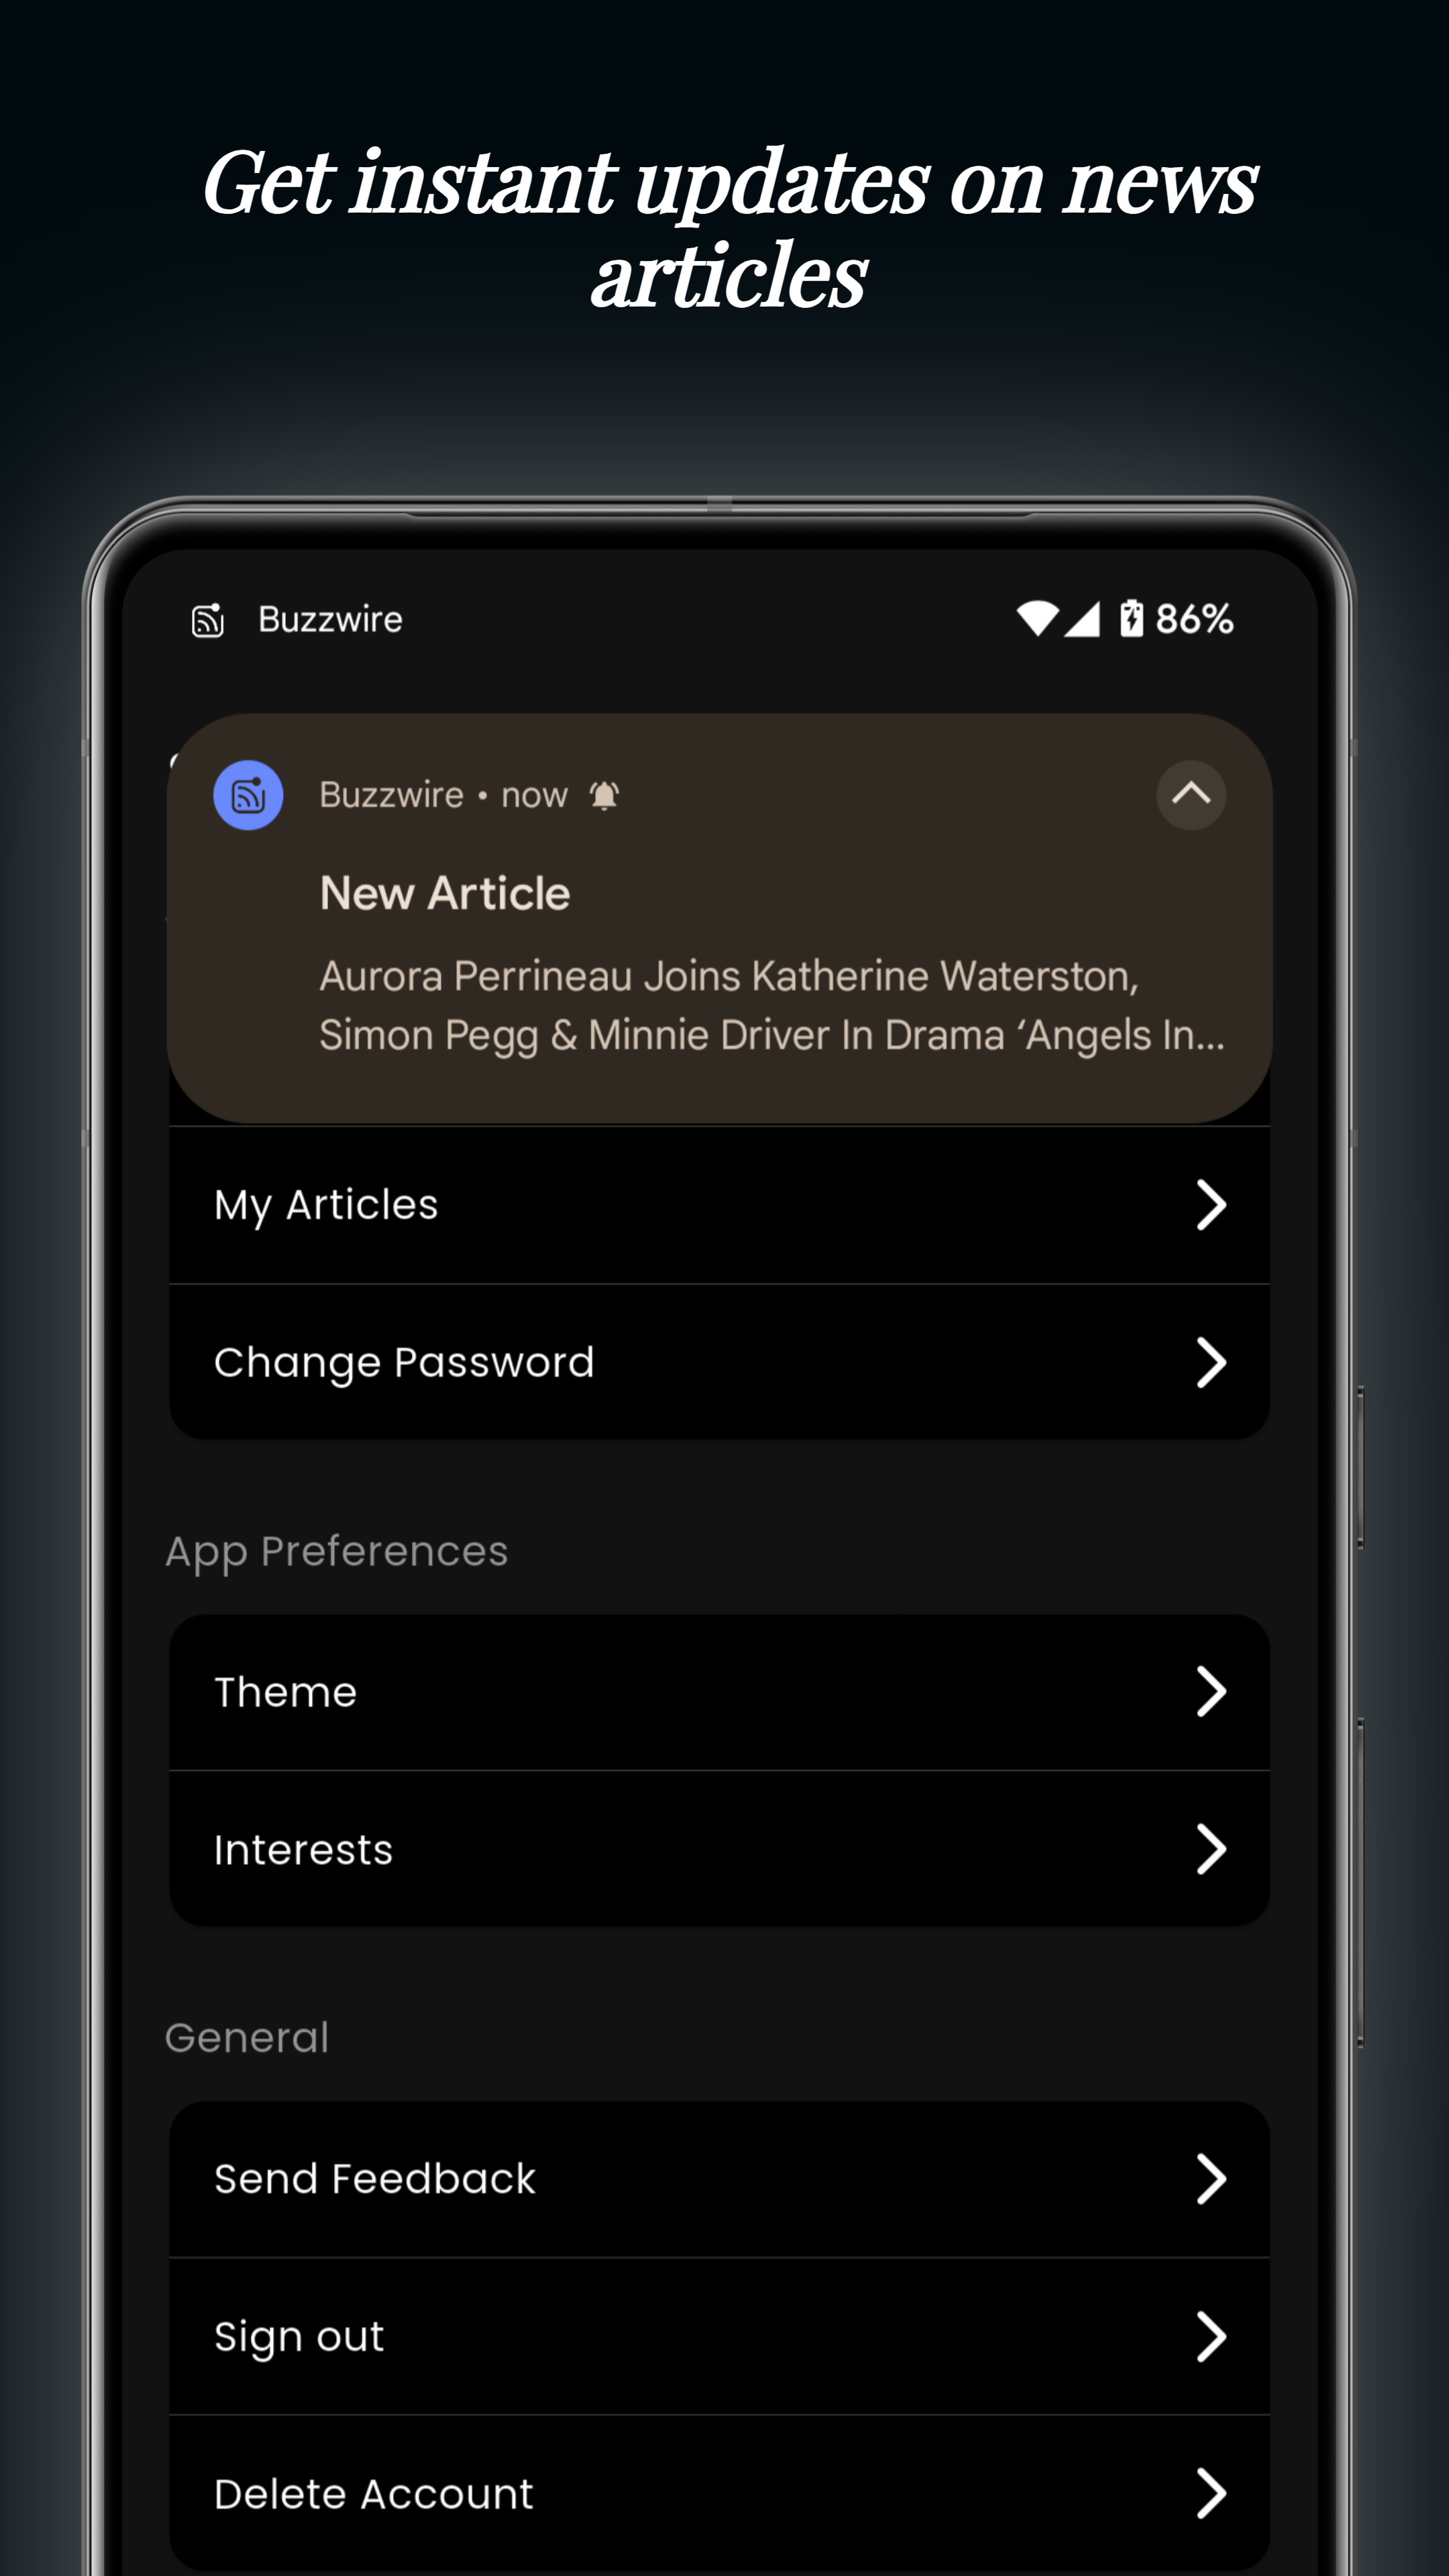 Get instant updates on news
articles
Buzzwire 86%
Buzzwire • now
New Article
Aurora Perrineau Joins Katherine Waterston,
Simon Pegg & Minnie Driver In Drama ‘Angels In...
My Articles
Change Password
App Preferences
Theme
Interests
General
Send Feedback
Sign out
Delete Account